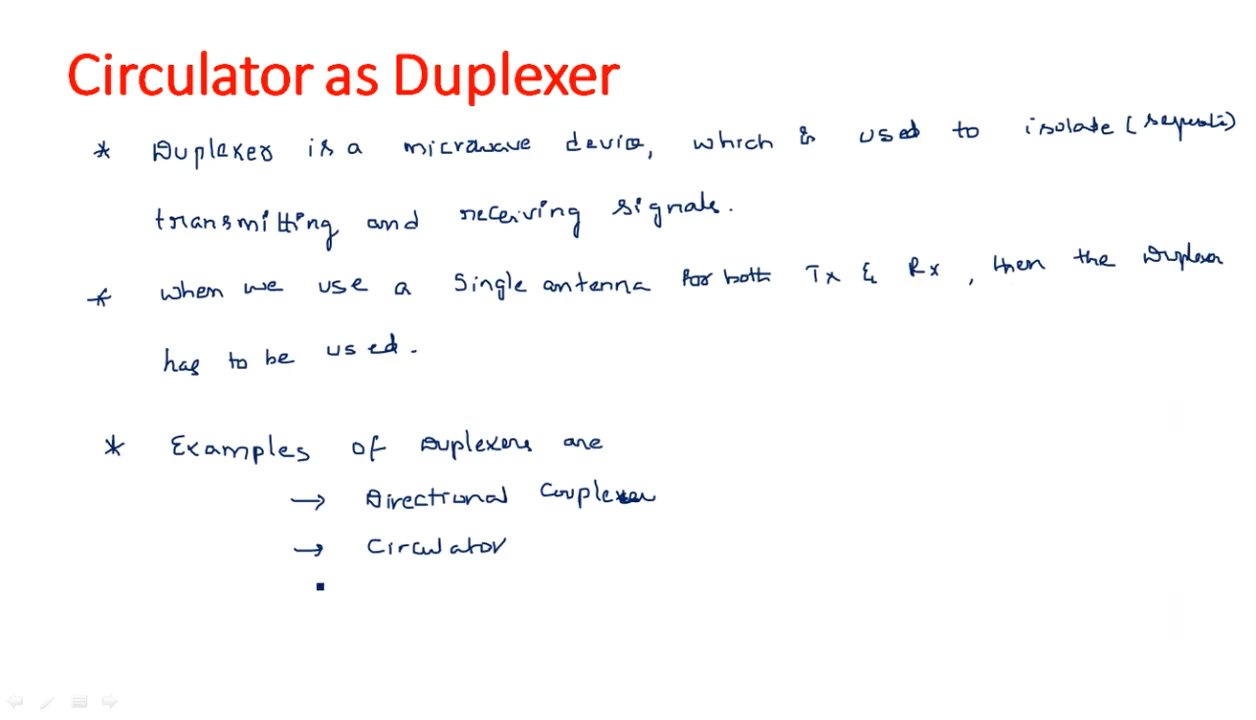 Circulator as Duplexer
* Duplexer is a microwave device, which is used to isolate (separate)
transmitting and receiving signals.
* when we use a single antenna for both Tx & Rx, then the Duplexer
has to be used.
* Examples of Duplexers are
→ Directional Coupler
→ Circulator